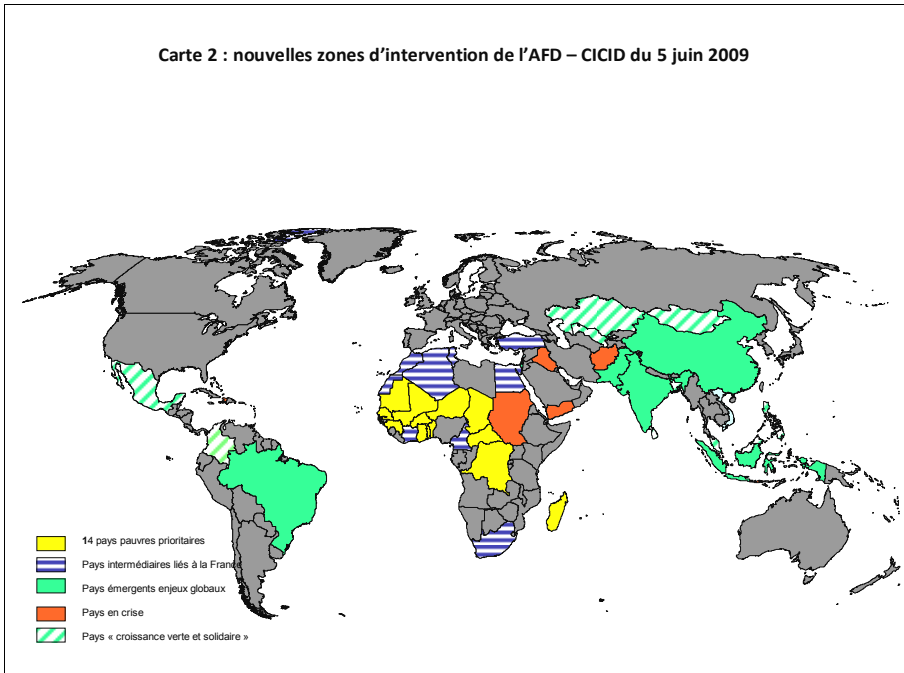 Carte 2 : nouvelles zones d’intervention de l’AFD – CICID du 5 juin 2009
14 pays pauvres prioritaires
Pays intermédiaires liés à la France
Pays émergents enjeux globaux
Pays en crise
Pays « croissance verte et solidaire »